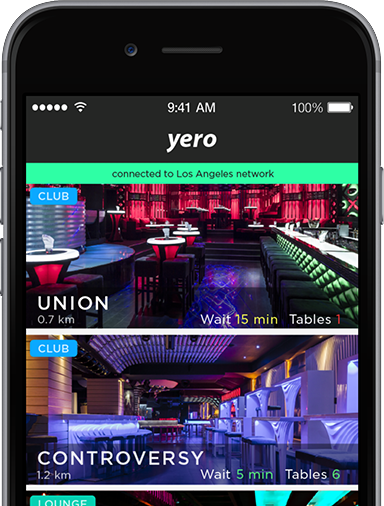 9:41 AM 100%
yero
connected to Los Angeles network
CLUB
UNION
0.7 km Wait 15 min Tables 1
CLUB
CONTROVERSY
1.2 km Wait 5 min Tables 6
LOUNGE